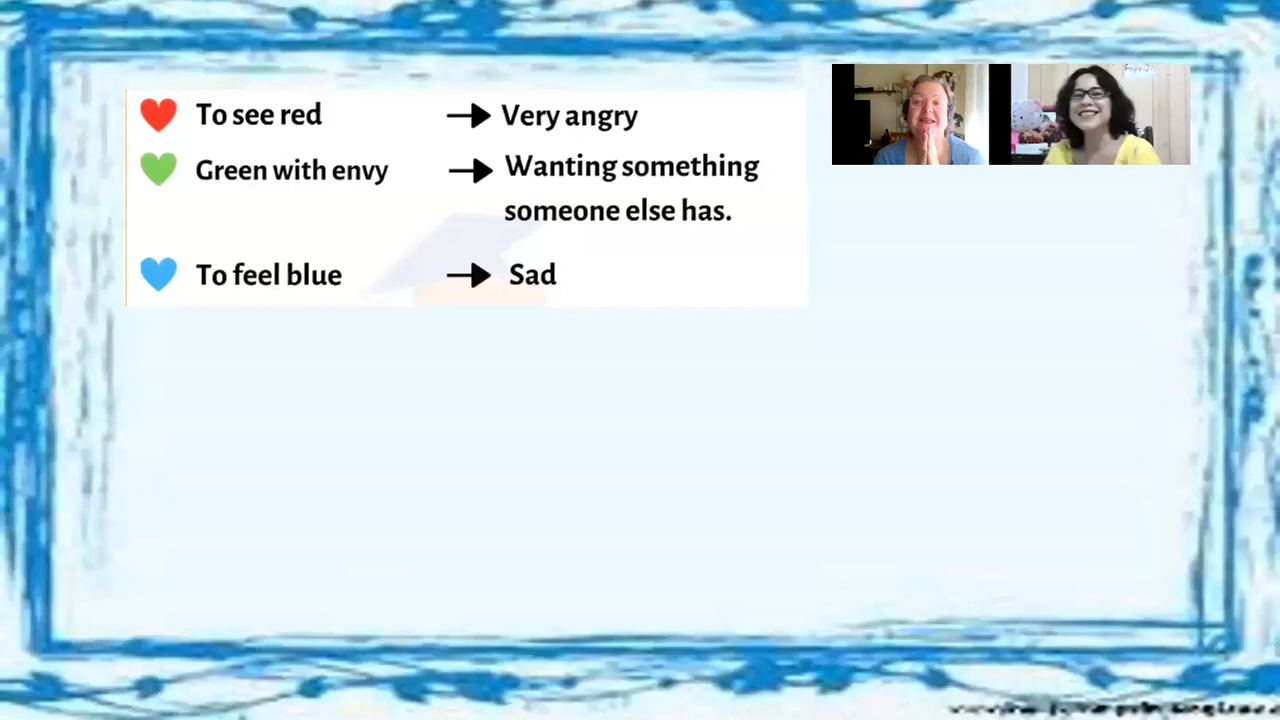 To see red → Very angry
Green with envy → Wanting something
someone else has.
To feel blue → Sad